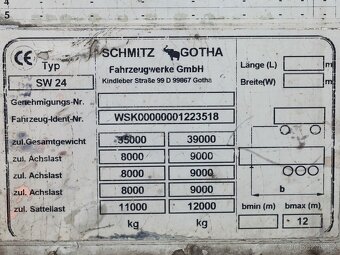 4
5
CE
Typ
SW 24
SCHMITZ GOTHA
Fahrzeugwerke GmbH
Kindleber Straße 99 D 99867 Gotha
Länge (L) m
Breite(W) m
Genehmigungs-Nr.
Fahrzeug-Ident-Nr. WSK00000001223518
zul. Gesamtgewicht 35000 39000
zul. Achslast 8000 9000
zul. Achslast 8000 9000
zul. Achslast 8000 9000
zul. Sattellast 11000 12000
kg kg
b
bmin (m) bmax (m)
12